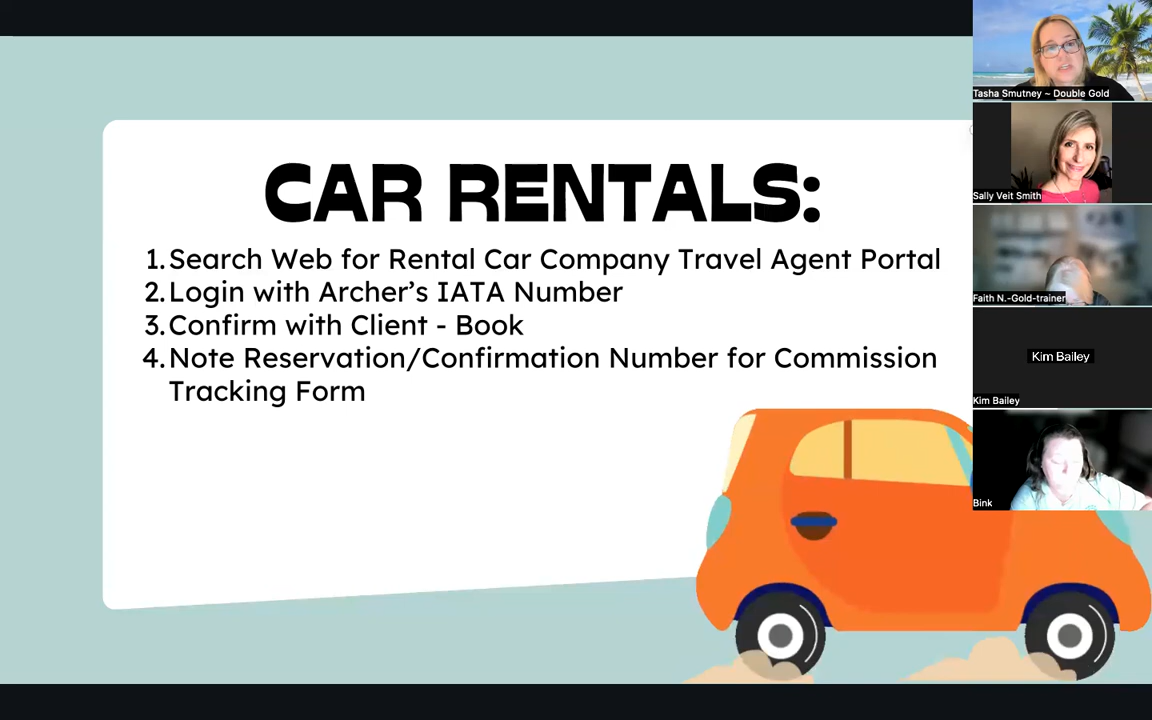 CAR RENTALS:
1. Search Web for Rental Car Company Travel Agent Portal
2. Login with Archer's IATA Number
3. Confirm with Client - Book
4. Note Reservation/Confirmation Number for Commission
Tracking Form
Tasha Smutney ~ Double Gold
Sally Veit Smith
Faith N.-Gold-trainer
Kim Bailey
Kim Bailey
Bink